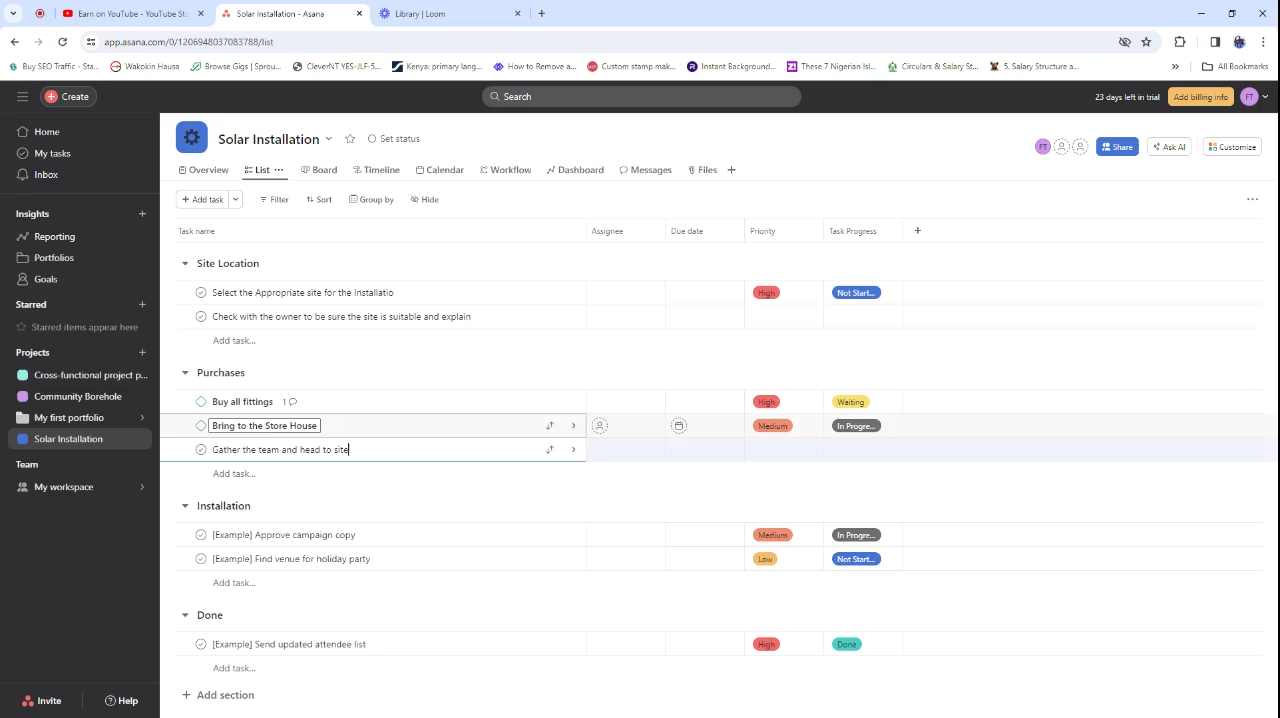 Earn on YouTube - YouTube Stu
Solar Installation - Asana
Library | Loom
app.asana.com/0/1206948037083788/list
Buy SEO Traffic - Sta...
Wakokin Hausa
Browse Gigs | Sprou...
CleverNT YES-JLF-5...
Kenya: primary lang...
How to Remove a...
Custom stamp mak...
Instant Background...
These 7 Nigerian Isl...
Circulars & Salary St...
5. Salary Structure a...
All Bookmarks
Create
Search
23 days left in trial
Add billing info
FT
Home
My tasks
Inbox
Insights
Reporting
Portfolios
Goals
Starred
Starred items appear here
Projects
Cross-functional project p...
Community Borehole
My first portfolio
Solar Installation
Team
My workspace
Invite
Help
Solar Installation
Set status
FT
Share
Ask AI
Customize
Overview
List
Board
Timeline
Calendar
Workflow
Dashboard
Messages
Files
Add task
Filter
Sort
Group by
Hide
Task name
Assignee
Due date
Priority
Task Progress
Site Location
Select the Appropriate site for the Installatio
High
Not Start...
Check with the owner to be sure the site is suitable and explain
Add task...
Purchases
Buy all fittings 1
High
Waiting
Bring to the Store House
Medium
In Progre...
Gather the team and head to site
Add task...
Installation
[Example] Approve campaign copy
Medium
In Progre...
[Example] Find venue for holiday party
Low
Not Start...
Add task...
Done
[Example] Send updated attendee list
High
Done
Add task...
Add section